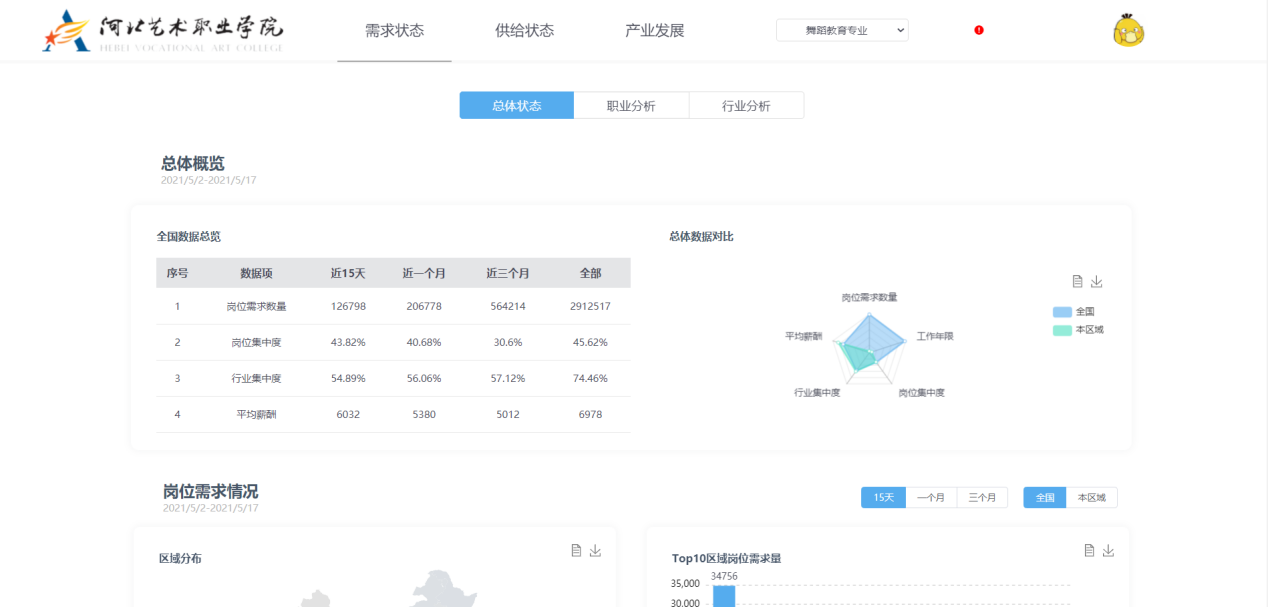 河北艺术职业学院
HEBEI VOCATIONAL ART COLLEGE
需求状态 供给状态 产业发展 舞蹈教育专业
总体状态 职业分析 行业分析
总体概览
2021/5/2-2021/5/17
全国数据总览
序号 数据项 近15天 近一个月 近三个月 全部
1 岗位需求数量 126798 206778 564214 2912517
2 岗位集中度 43.82% 40.68% 30.6% 45.62%
3 行业集中度 54.89% 56.06% 57.12% 74.46%
4 平均薪酬 6032 5380 5012 6978
总体数据对比
岗位需求数量
平均薪酬 工作年限
行业集中度 岗位集中度
全国
本区域
岗位需求情况
2021/5/2-2021/5/17
15天 一个月 三个月 全国 本区域
区域分布
Top10区域岗位需求量
34756
35,000
30,000